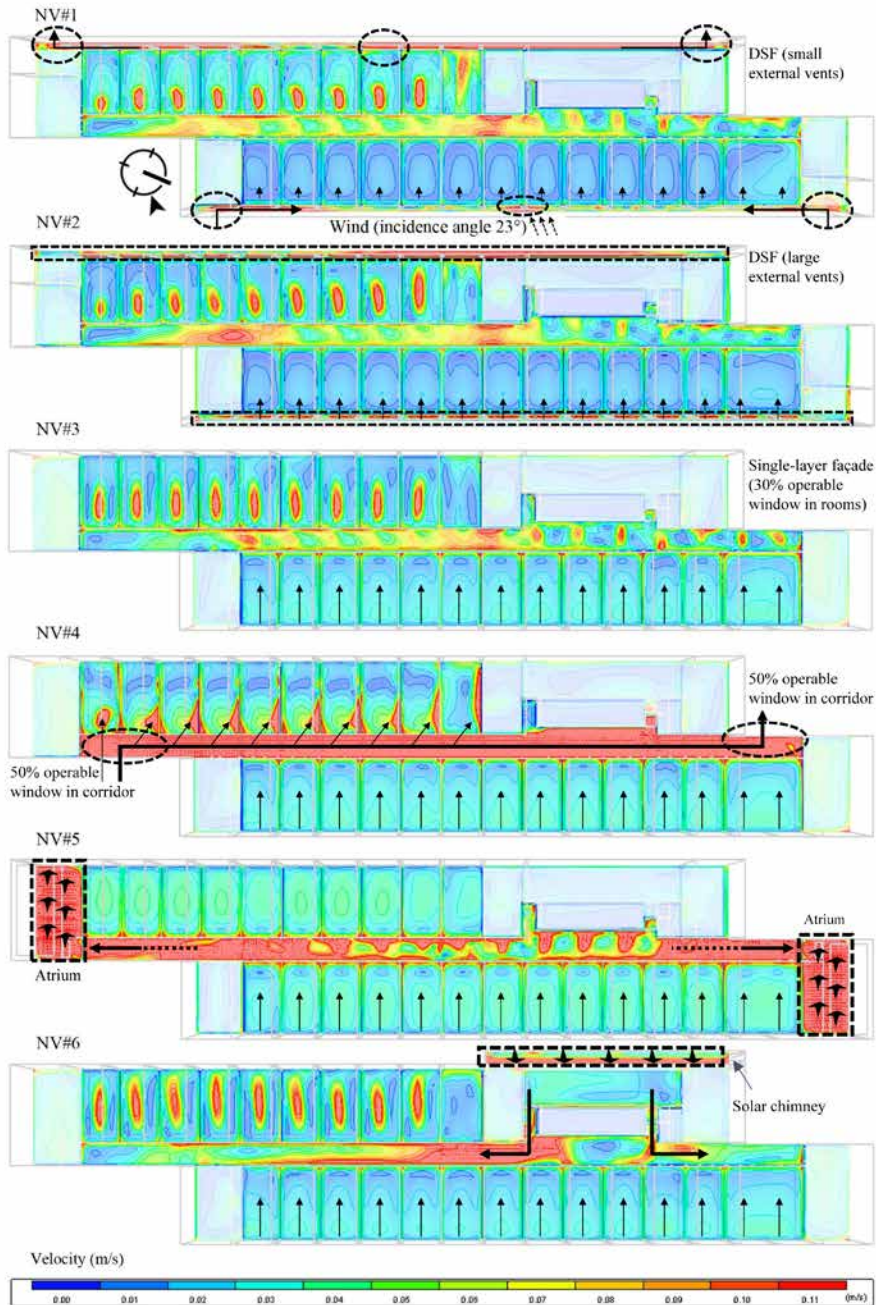 NV#1
DSF (small
external vents)
Wind (incidence angle 23°)
NV#2
DSF (large
external vents)
NV#3
Single-layer façade
(30% operable
window in rooms)
NV#4
50% operable
window in corridor
50% operable
window in corridor
NV#5
Atrium
Atrium
NV#6
Solar chimney
Velocity (m/s)
0.00 0.01 0.02 0.03 0.04 0.05 0.06 0.07 0.08 0.09 0.10 0.11 (m/s)